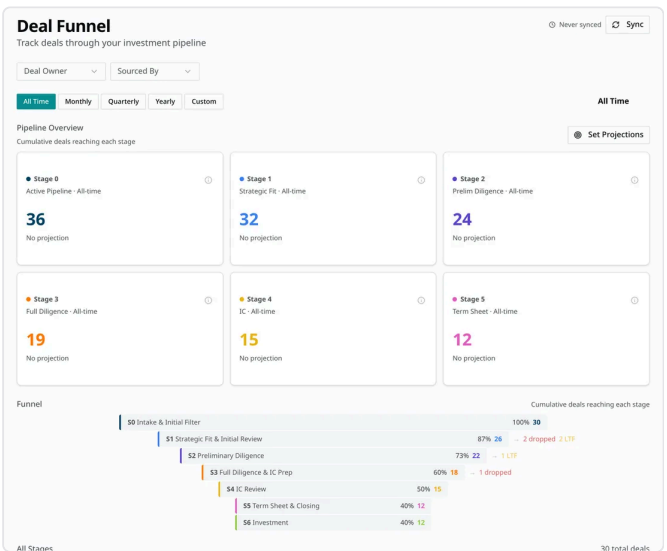 Deal Funnel
Never synced
Sync
Track deals through your investment pipeline
Deal Owner
Sourced By
All Time
Monthly
Quarterly
Yearly
Custom
All Time
Pipeline Overview
Cumulative deals reaching each stage
Set Projections
Stage 0
Active Pipeline · All-time
36
No projection
Stage 1
Strategic Fit · All-time
32
No projection
Stage 2
Prelim Diligence · All-time
24
No projection
Stage 3
Full Diligence · All-time
19
No projection
Stage 4
IC · All-time
15
No projection
Stage 5
Term Sheet · All-time
12
No projection
Funnel
Cumulative deals reaching each stage
S0 Intake & Initial Filter 100% 30
S1 Strategic Fit & Initial Review 87% 26 → 2 dropped 2 LTF
S2 Preliminary Diligence 73% 22 → 1 LTF
S3 Full Diligence & IC Prep 60% 18 → 1 dropped
S4 IC Review 50% 15
S5 Term Sheet & Closing 40% 12
S6 Investment 40% 12
All Stages
30 total deals